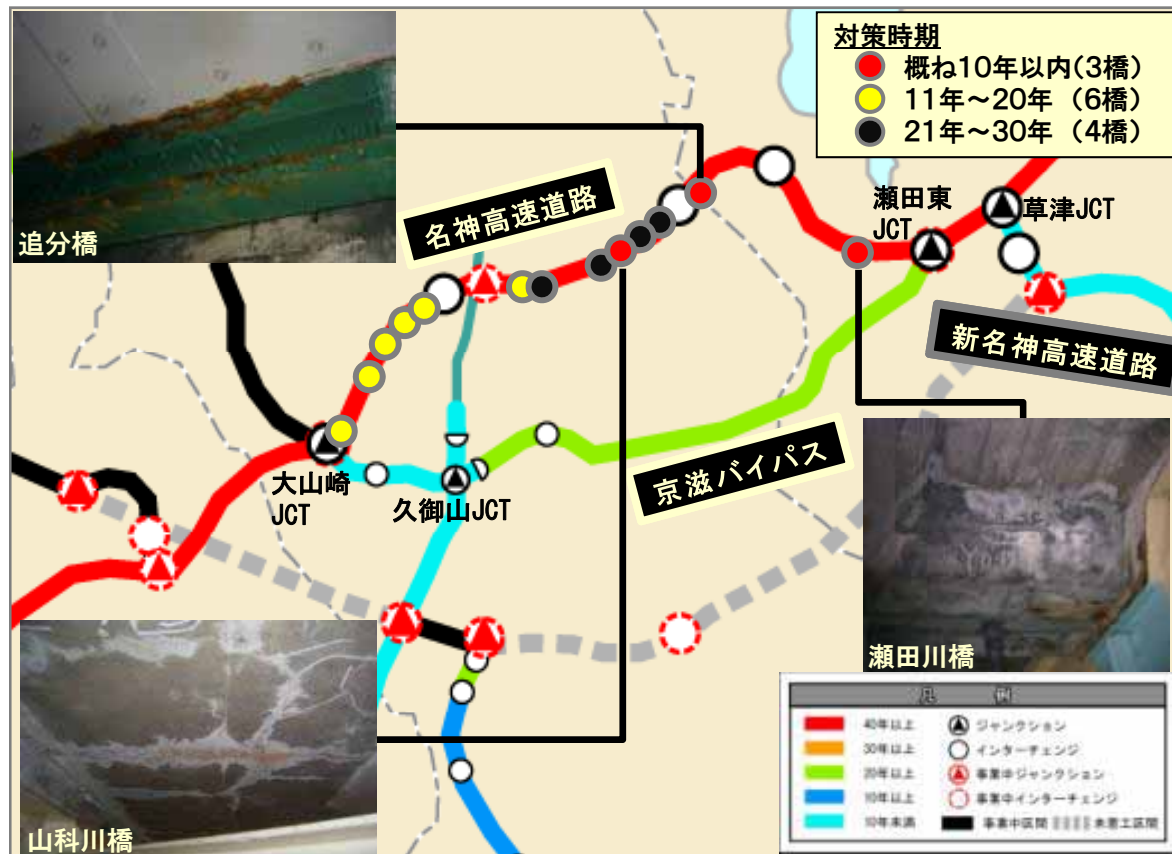 対策時期
概ね10年以内(3橋)
11年～20年 (6橋)
21年～30年 (4橋)
追分橋
名神高速道路
瀬田東
JCT
草津JCT
新名神高速道路
大山崎
JCT
久御山JCT
京滋バイパス
山科川橋
瀬田川橋
凡 例
40年以上
30年以上
20年以上
10年以上
10年未満
ジャンクション
インターチェンジ
事業中ジャンクション
事業中インターチェンジ
事業中区間
未着工区間